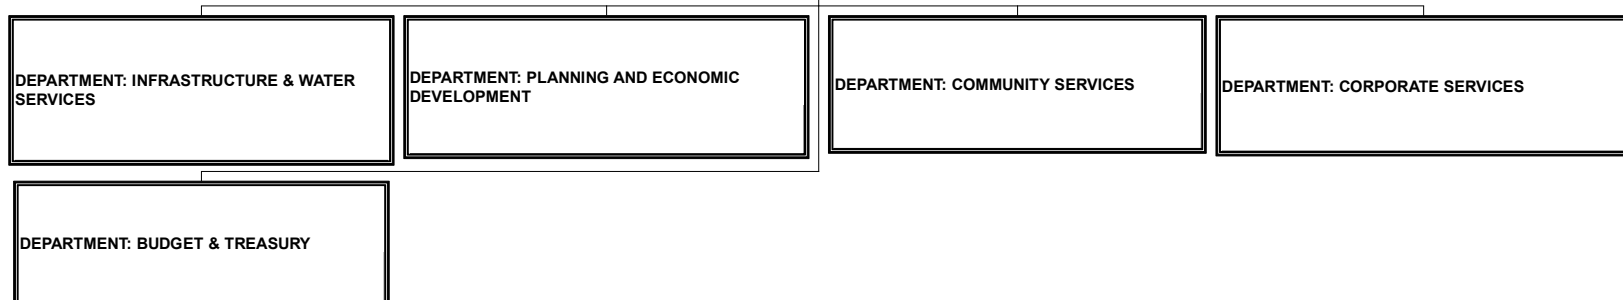 DEPARTMENT: INFRASTRUCTURE & WATER
SERVICES
DEPARTMENT: PLANNING AND ECONOMIC
DEVELOPMENT
DEPARTMENT: COMMUNITY SERVICES
DEPARTMENT: CORPORATE SERVICES
DEPARTMENT: BUDGET & TREASURY